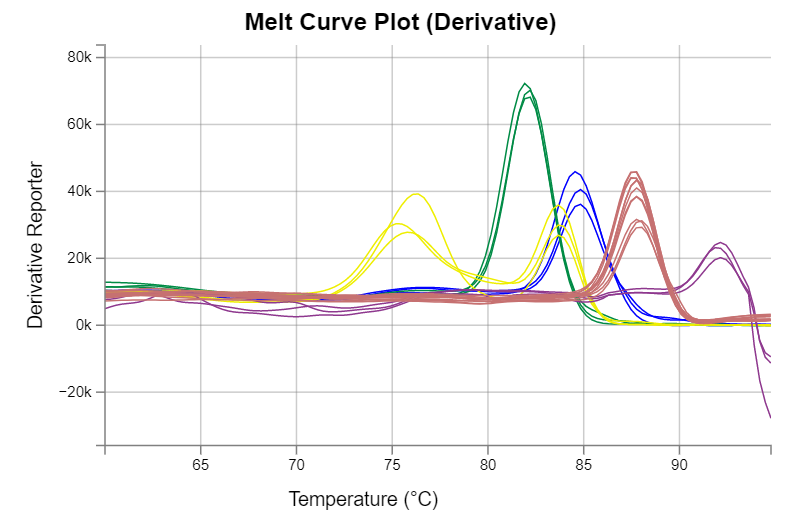 Melt Curve Plot (Derivative)
Derivative Reporter
80k
60k
40k
20k
0k
−20k
65
70
75
80
85
90
Temperature (°C)